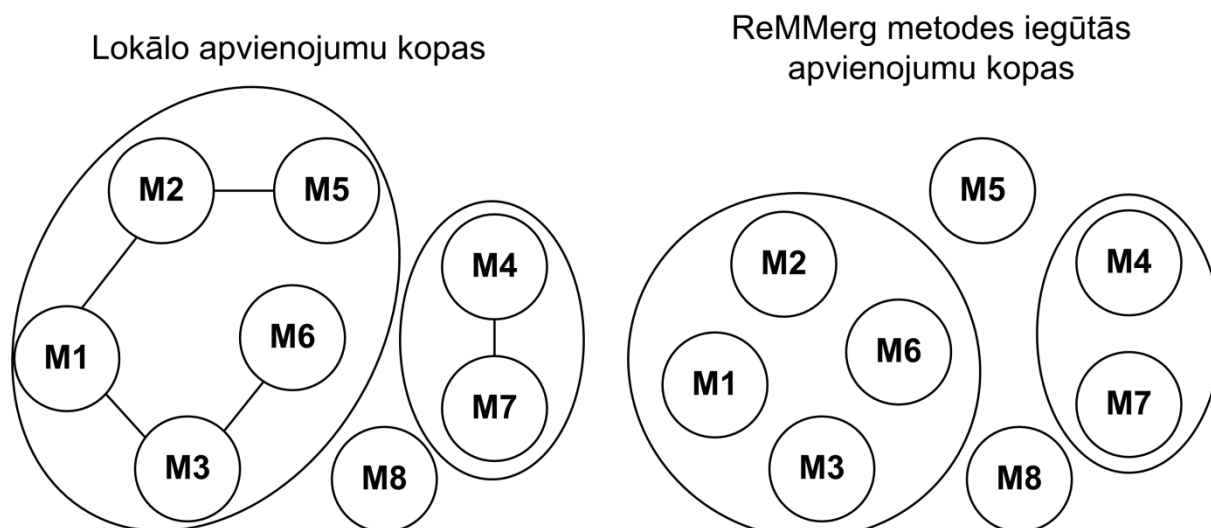 Lokālo apvienojumu kopas
M2
M5
M4
M6
M1
M7
M3
M8
ReMMerg metodes iegūtās
apvienojumu kopas
M5
M2
M4
M6
M1
M7
M3
M8